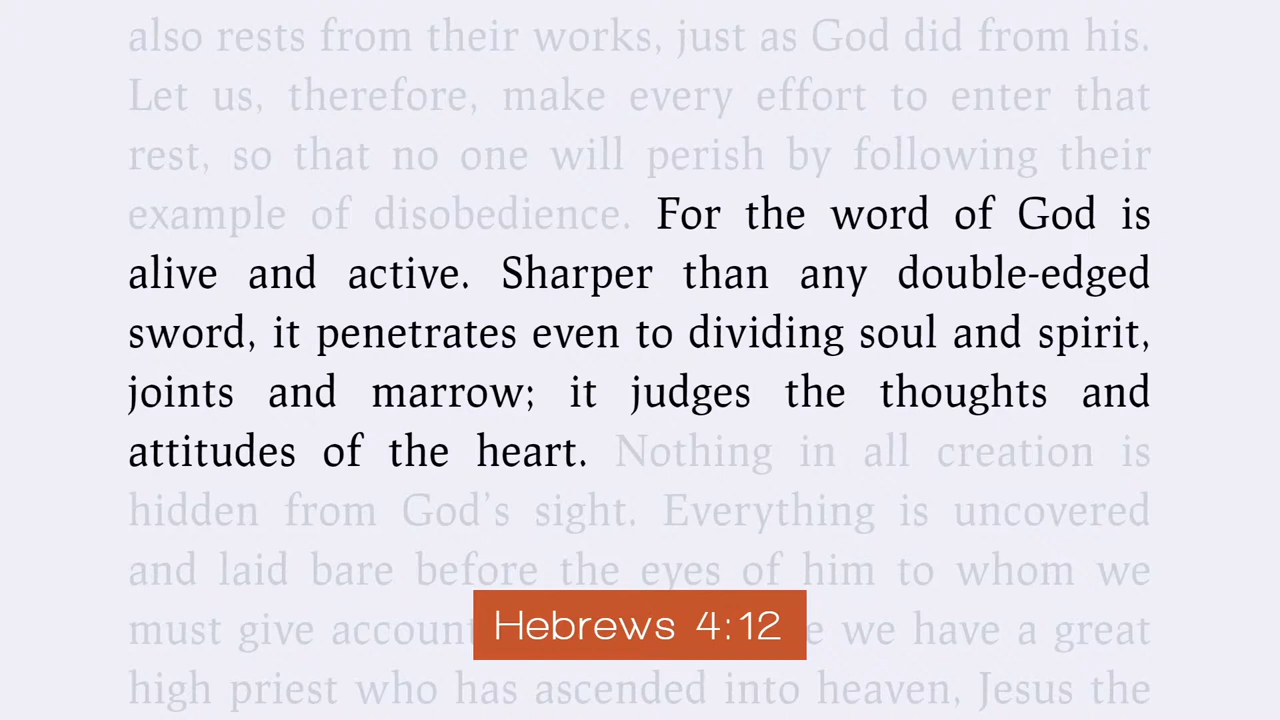 also rests from their works, just as God did from his.
Let us, therefore, make every effort to enter that
rest, so that no one will perish by following their
example of disobedience. For the word of God is
alive and active. Sharper than any double-edged
sword, it penetrates even to dividing soul and spirit,
joints and marrow; it judges the thoughts and
attitudes of the heart. Nothing in all creation is
hidden from God’s sight. Everything is uncovered
and laid bare before the eyes of him to whom we
must give account we have a great
Hebrews 4:12
high priest who has ascended into heaven, Jesus the